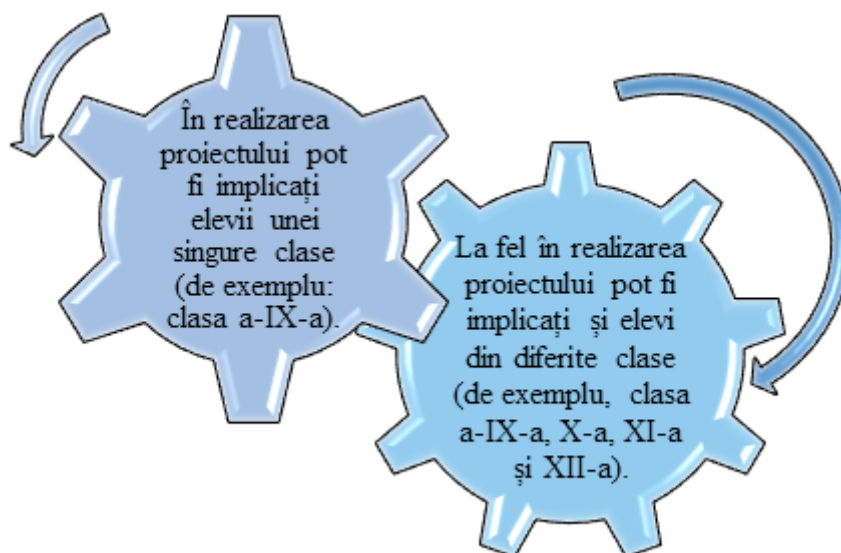 În realizarea
proiectului pot
fi implicați
elevii unei
singure clase
(de exemplu:
clasa a-IX-a).
La fel în realizarea
proiectului pot fi
implicați și elevi
din diferite clase
(de exemplu, clasa
a-IX-a, X-a, XI-a
și XII-a).